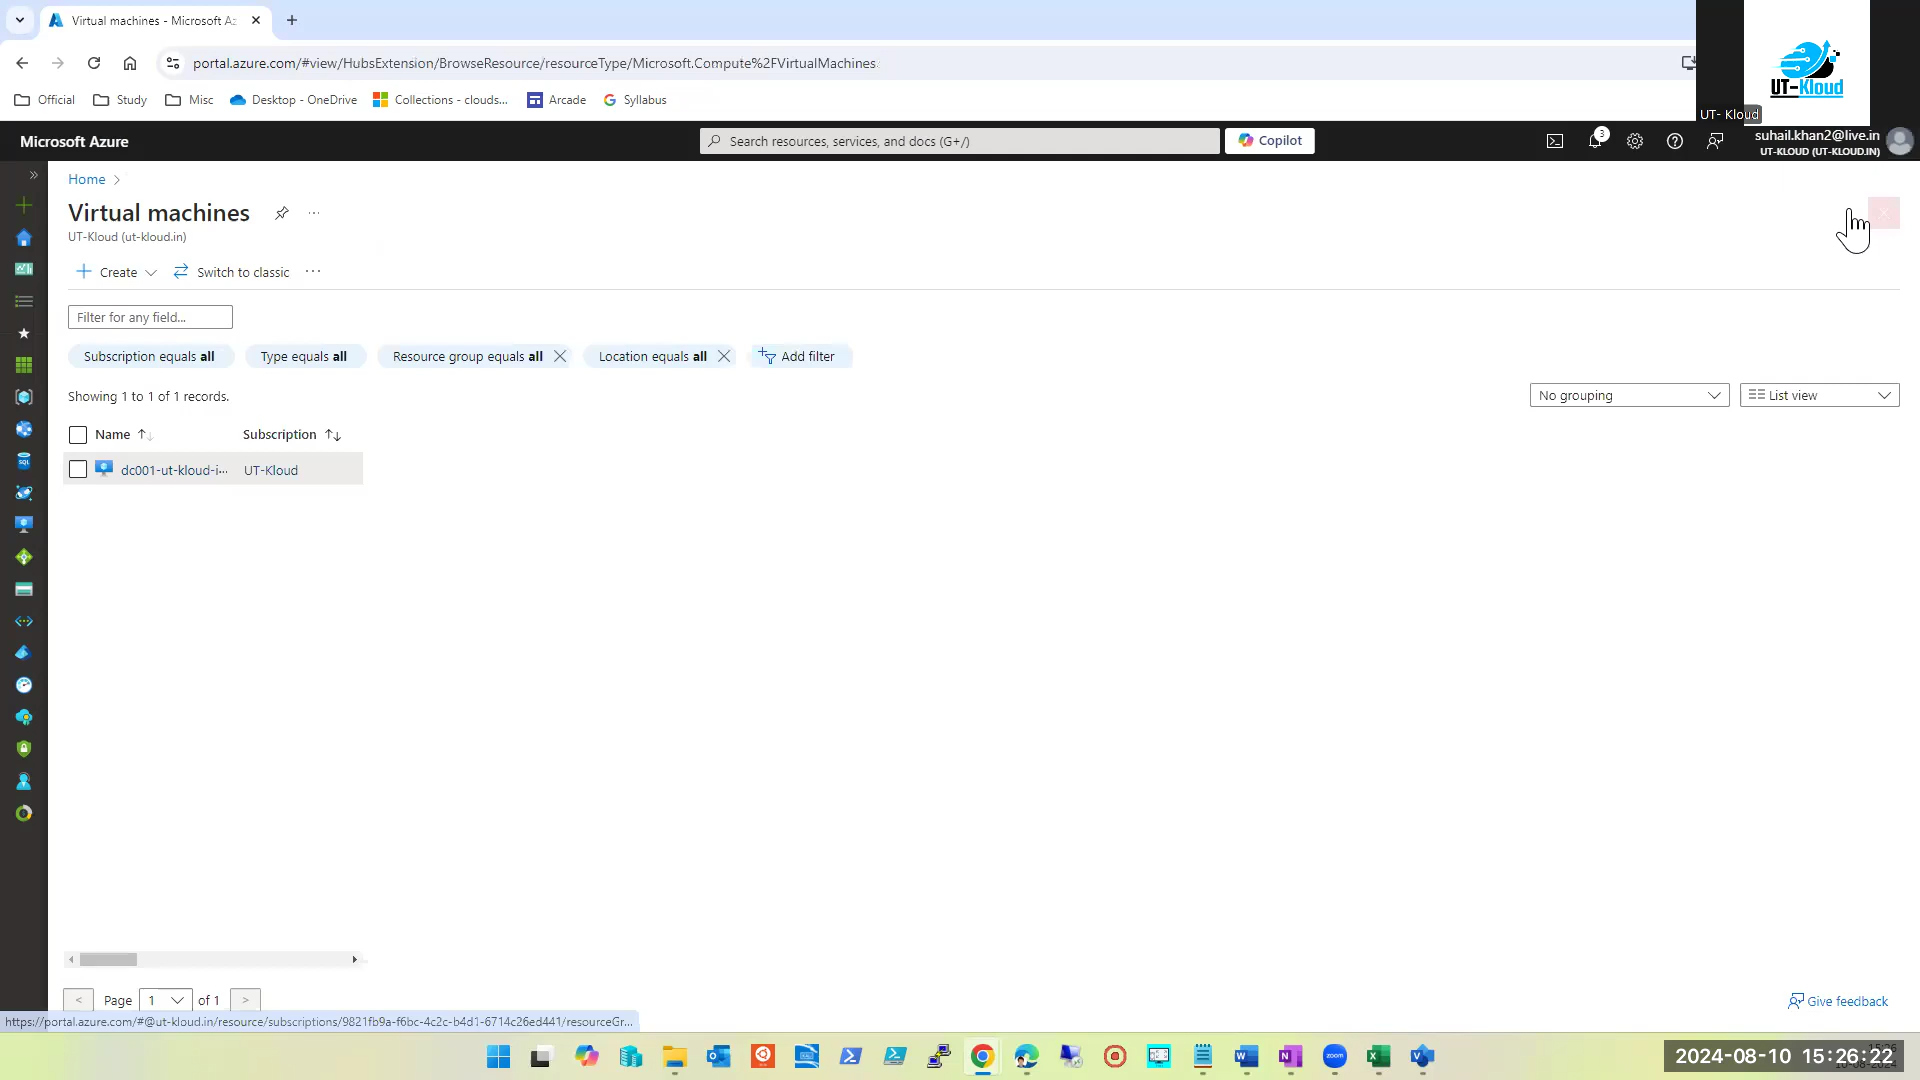 Virtual machines - Microsoft Az
portal.azure.com/#view/HubsExtension/BrowseResource/resourceType/Microsoft.Compute%2FVirtualMachines
Official
Study
Misc
Desktop - OneDrive
Collections - clouds...
Arcade
Syllabus
UT-Kloud
UT- Kloud
Microsoft Azure
Search resources, services, and docs (G+/)
Copilot
3
suhail.khan2@live.in
UT-KLOUD (UT-KLOUD.IN)
Home
Virtual machines
UT-Kloud (ut-kloud.in)
Create
Switch to classic
Filter for any field...
Subscription equals all
Type equals all
Resource group equals all
Location equals all
Add filter
Showing 1 to 1 of 1 records.
No grouping
List view
Name
Subscription
dc001-ut-kloud-i...
UT-Kloud
< Page 1 of 1 >
Give feedback
https://portal.azure.com/#@ut-kloud.in/resource/subscriptions/9821fb9a-f6bc-4c2c-b4d1-6714c26ed441/resourceGr...
zoom
2024-08-10 15:26:22